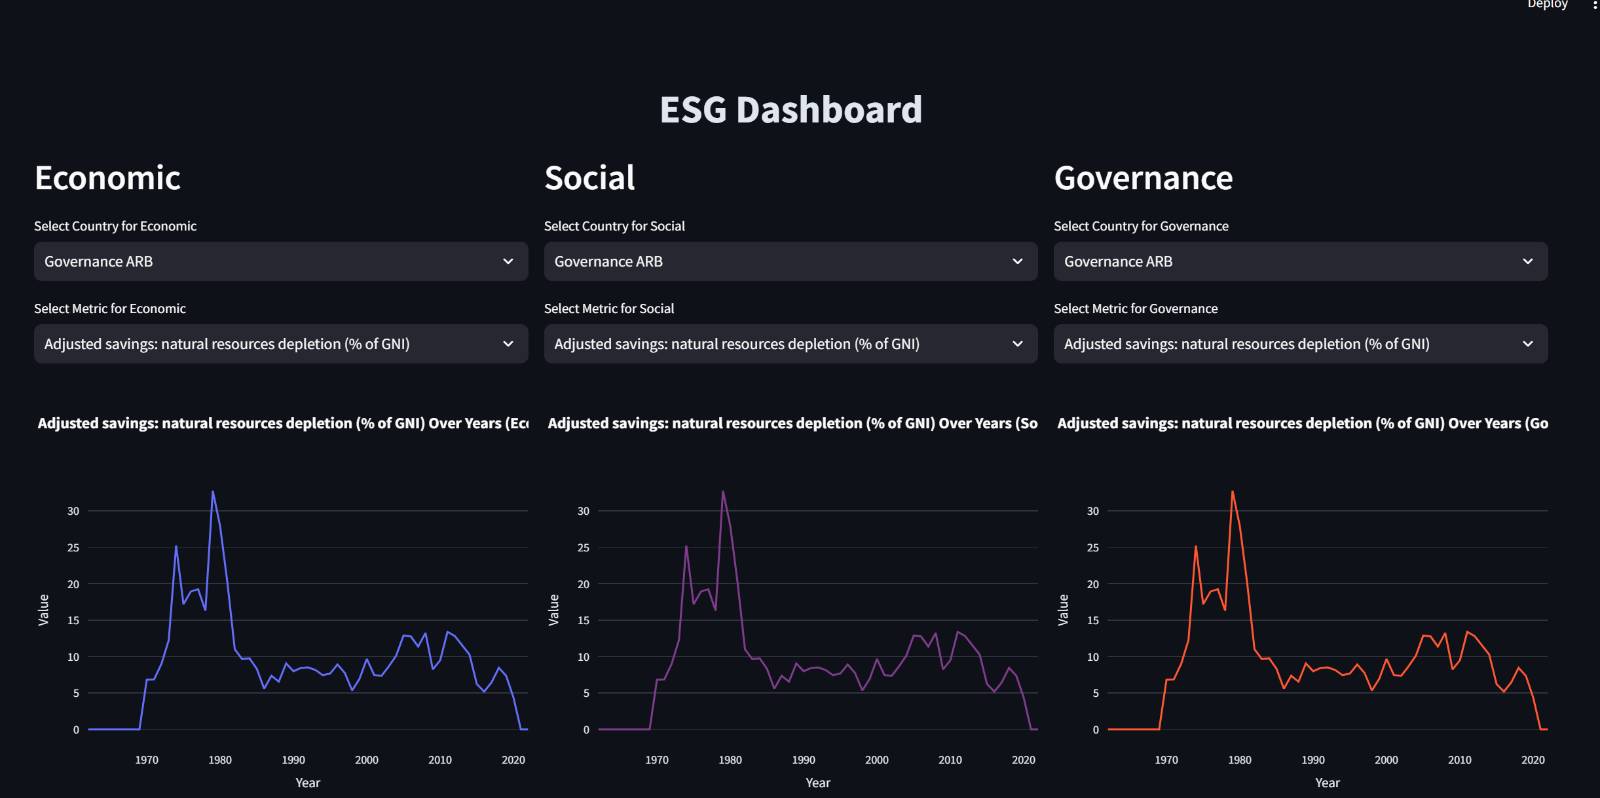 Deploy
ESG Dashboard
Economic
Social
Governance
Select Country for Economic
Select Country for Social
Select Country for Governance
Governance ARB
Governance ARB
Governance ARB
Select Metric for Economic
Select Metric for Social
Select Metric for Governance
Adjusted savings: natural resources depletion (% of GNI)
Adjusted savings: natural resources depletion (% of GNI)
Adjusted savings: natural resources depletion (% of GNI)
Adjusted savings: natural resources depletion (% of GNI) Over Years (Ec
Adjusted savings: natural resources depletion (% of GNI) Over Years (So
Adjusted savings: natural resources depletion (% of GNI) Over Years (Go
Value
30
25
20
15
10
5
0
1970 1980 1990 2000 2010 2020
Year
Value
30
25
20
15
10
5
0
1970 1980 1990 2000 2010 2020
Year
Value
30
25
20
15
10
5
0
1970 1980 1990 2000 2010 2020
Year